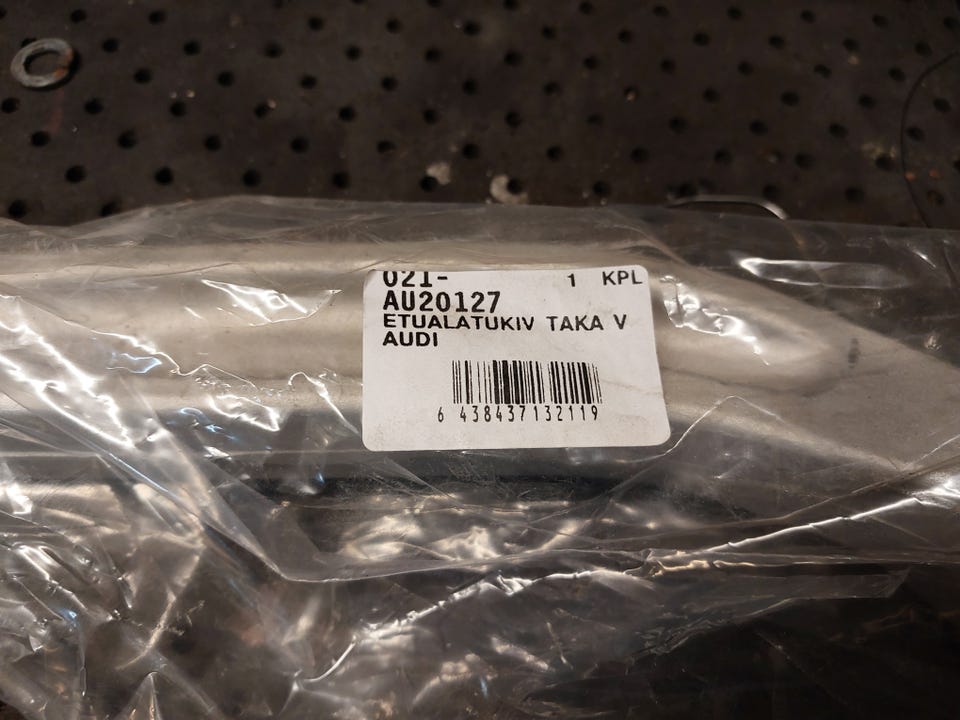 021- 1 KPL
AU20127
ETUALATUKIV TAKA V
AUDI
6 438437132119